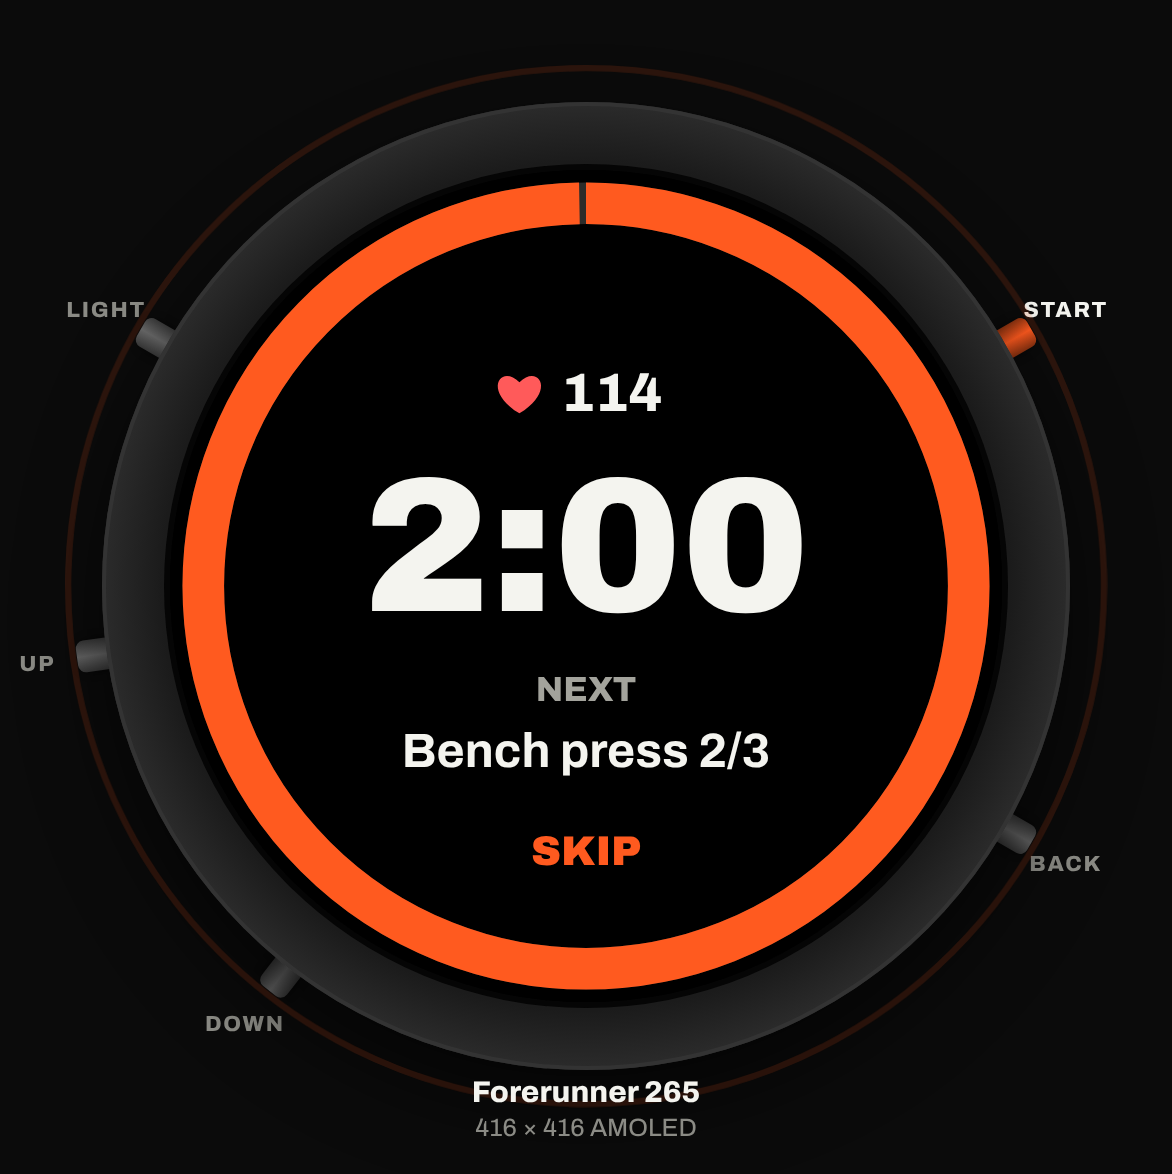 LIGHT
START
114
2:00
NEXT
Bench press 2/3
UP
SKIP
BACK
DOWN
Forerunner 265
416 × 416 AMOLED